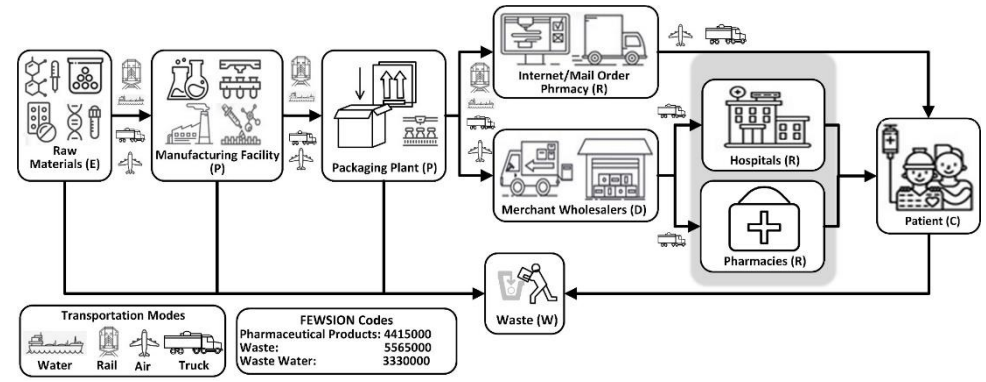 Raw
Materials (E)
Manufacturing Facility
(P)
Packaging Plant (P)
Internet/Mail Order
Phrmacy (R)
Merchant Wholesalers (D)
Hospitals (R)
Pharmacies (R)
Patient (C)
Waste (W)
Transportation Modes
Water Rail Air Truck
FEWSION Codes
Pharmaceutical Products: 4415000
Waste: 5565000
Waste Water: 3330000